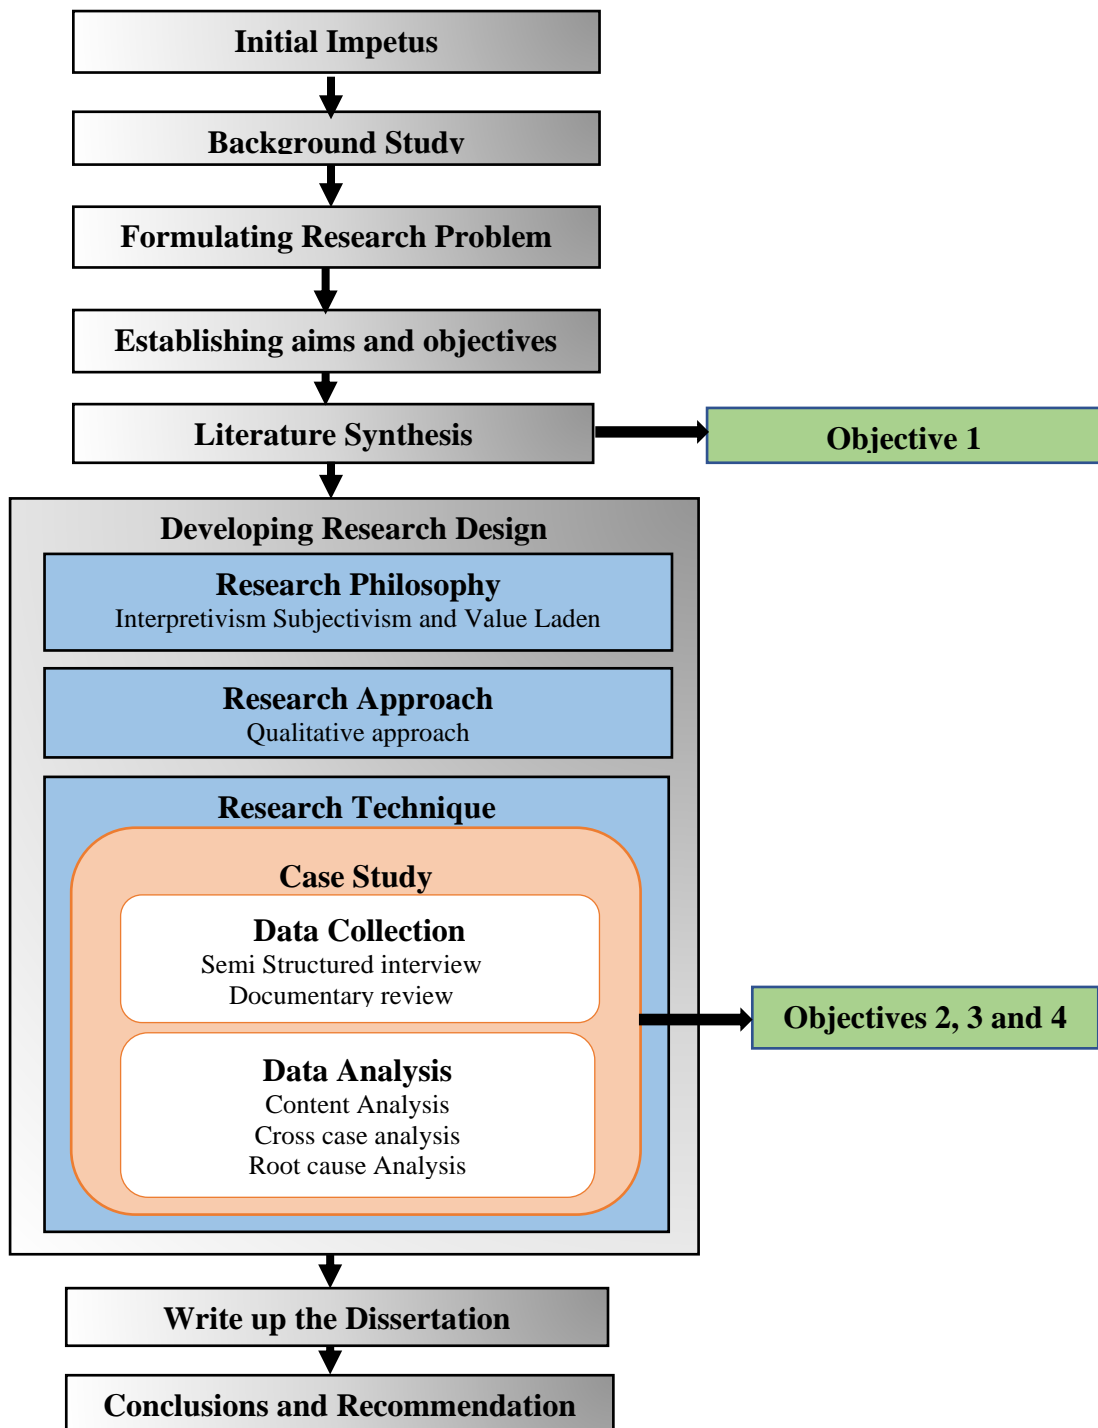 Initial Impetus
Background Study
Formulating Research Problem
Establishing aims and objectives
Literature Synthesis
Objective 1
Developing Research Design
Research Philosophy
Interpretivism Subjectivism and Value Laden
Research Approach
Qualitative approach
Research Technique
Case Study
Data Collection
Semi Structured interview
Documentary review
Objectives 2, 3 and 4
Data Analysis
Content Analysis
Cross case analysis
Root cause Analysis
Write up the Dissertation
Conclusions and Recommendation